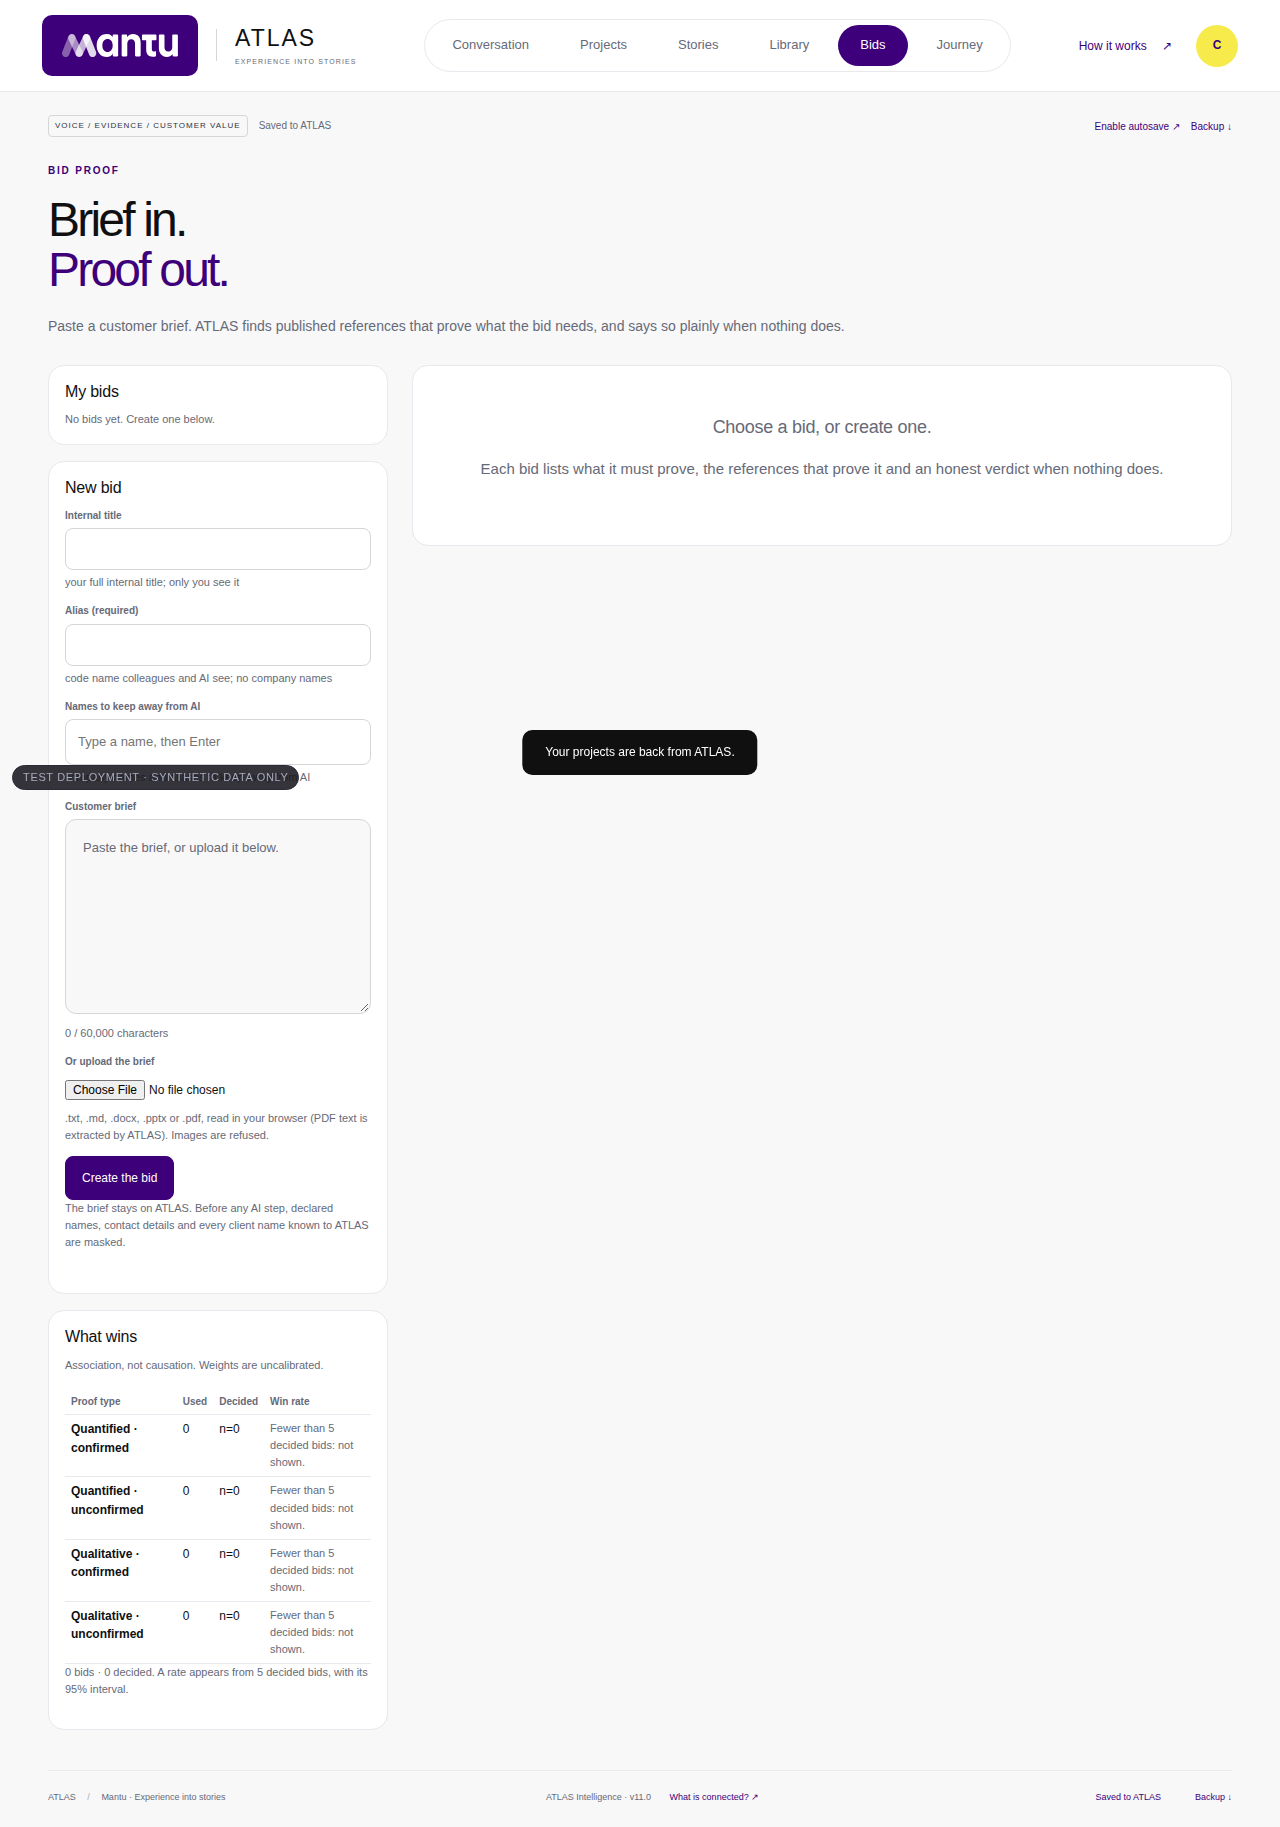 mantu
ATLAS
EXPERIENCE INTO STORIES
Conversation
Projects
Stories
Library
Bids
Journey
How it works ↗
C
VOICE / EVIDENCE / CUSTOMER VALUE
Saved to ATLAS
Enable autosave ↗
Backup ↓
BID PROOF
Brief in.
Proof out.
Paste a customer brief. ATLAS finds published references that prove what the bid needs, and says so plainly when nothing does.
My bids
No bids yet. Create one below.
Choose a bid, or create one.
Each bid lists what it must prove, the references that prove it and an honest verdict when nothing does.
New bid
Internal title
your full internal title; only you see it
Alias (required)
code name colleagues and AI see; no company names
Names to keep away from AI
Type a name, then Enter
TEST DEPLOYMENT · SYNTHETIC DATA ONLY
AI
Your projects are back from ATLAS.
Customer brief
Paste the brief, or upload it below.
0 / 60,000 characters
Or upload the brief
Choose File No file chosen
.txt, .md, .docx, .pptx or .pdf, read in your browser (PDF text is
extracted by ATLAS). Images are refused.
Create the bid
The brief stays on ATLAS. Before any AI step, declared
names, contact details and every client name known to ATLAS
are masked.
What wins
Association, not causation. Weights are uncalibrated.
Proof type Used Decided Win rate
Quantified · 0 n=0 Fewer than 5
confirmed decided bids: not
shown.
Quantified · 0 n=0 Fewer than 5
unconfirmed decided bids: not
shown.
Qualitative · 0 n=0 Fewer than 5
confirmed decided bids: not
shown.
Qualitative · 0 n=0 Fewer than 5
unconfirmed decided bids: not
shown.
0 bids · 0 decided. A rate appears from 5 decided bids, with its
95% interval.
ATLAS / Mantu · Experience into stories
ATLAS Intelligence · v11.0
What is connected? ↗
Saved to ATLAS
Backup ↓